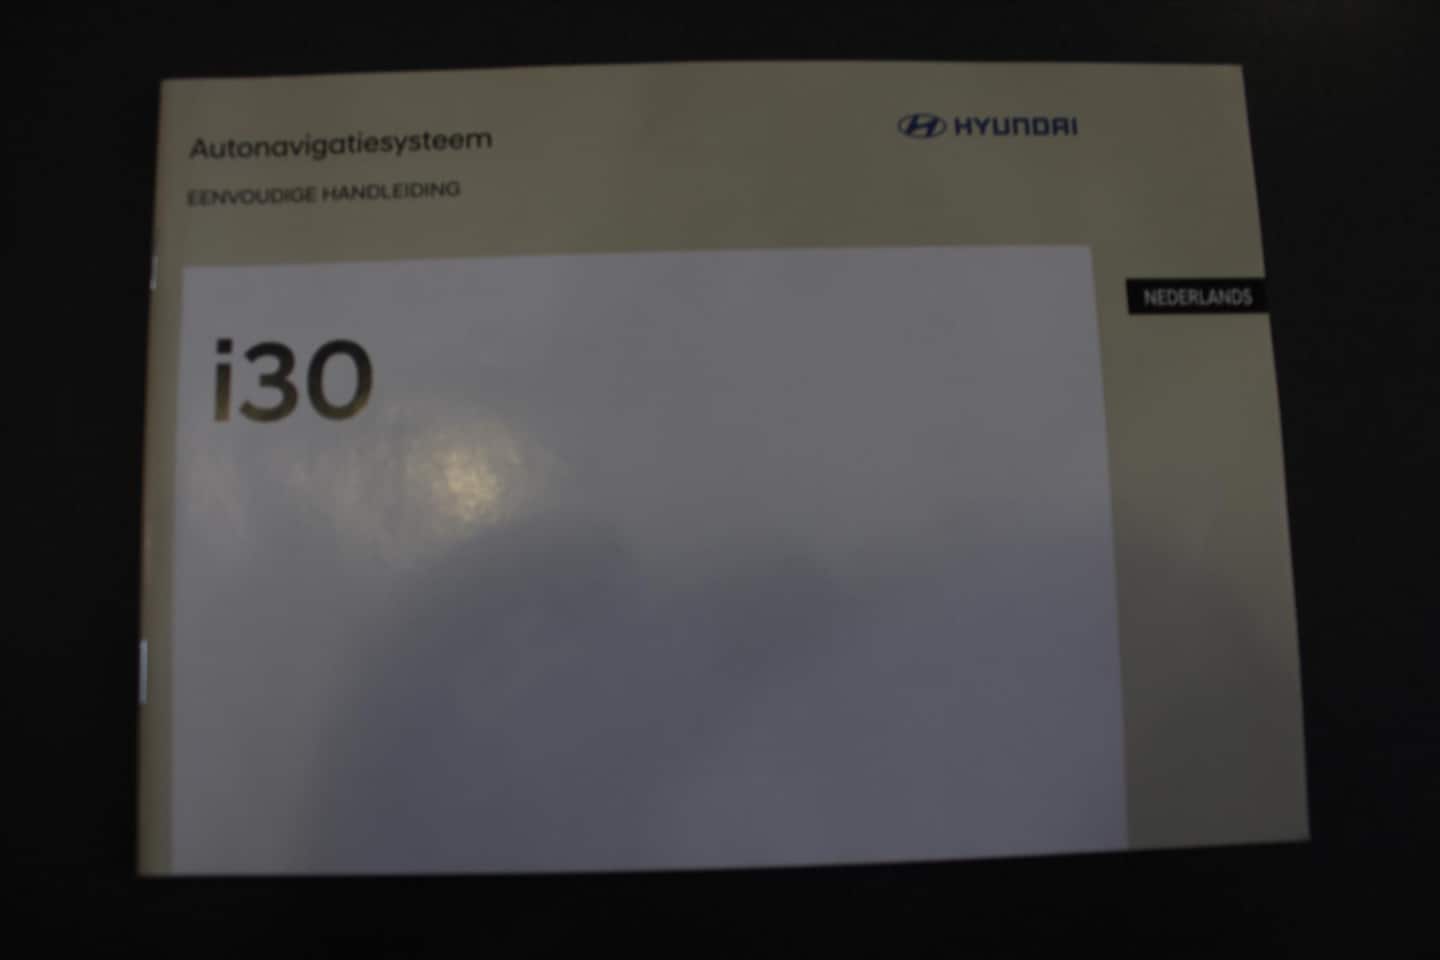 Autonavigatiesysteem
HYUNDAI
EENVOUDIGE HANDLEIDING
NEDERLANDS
i30